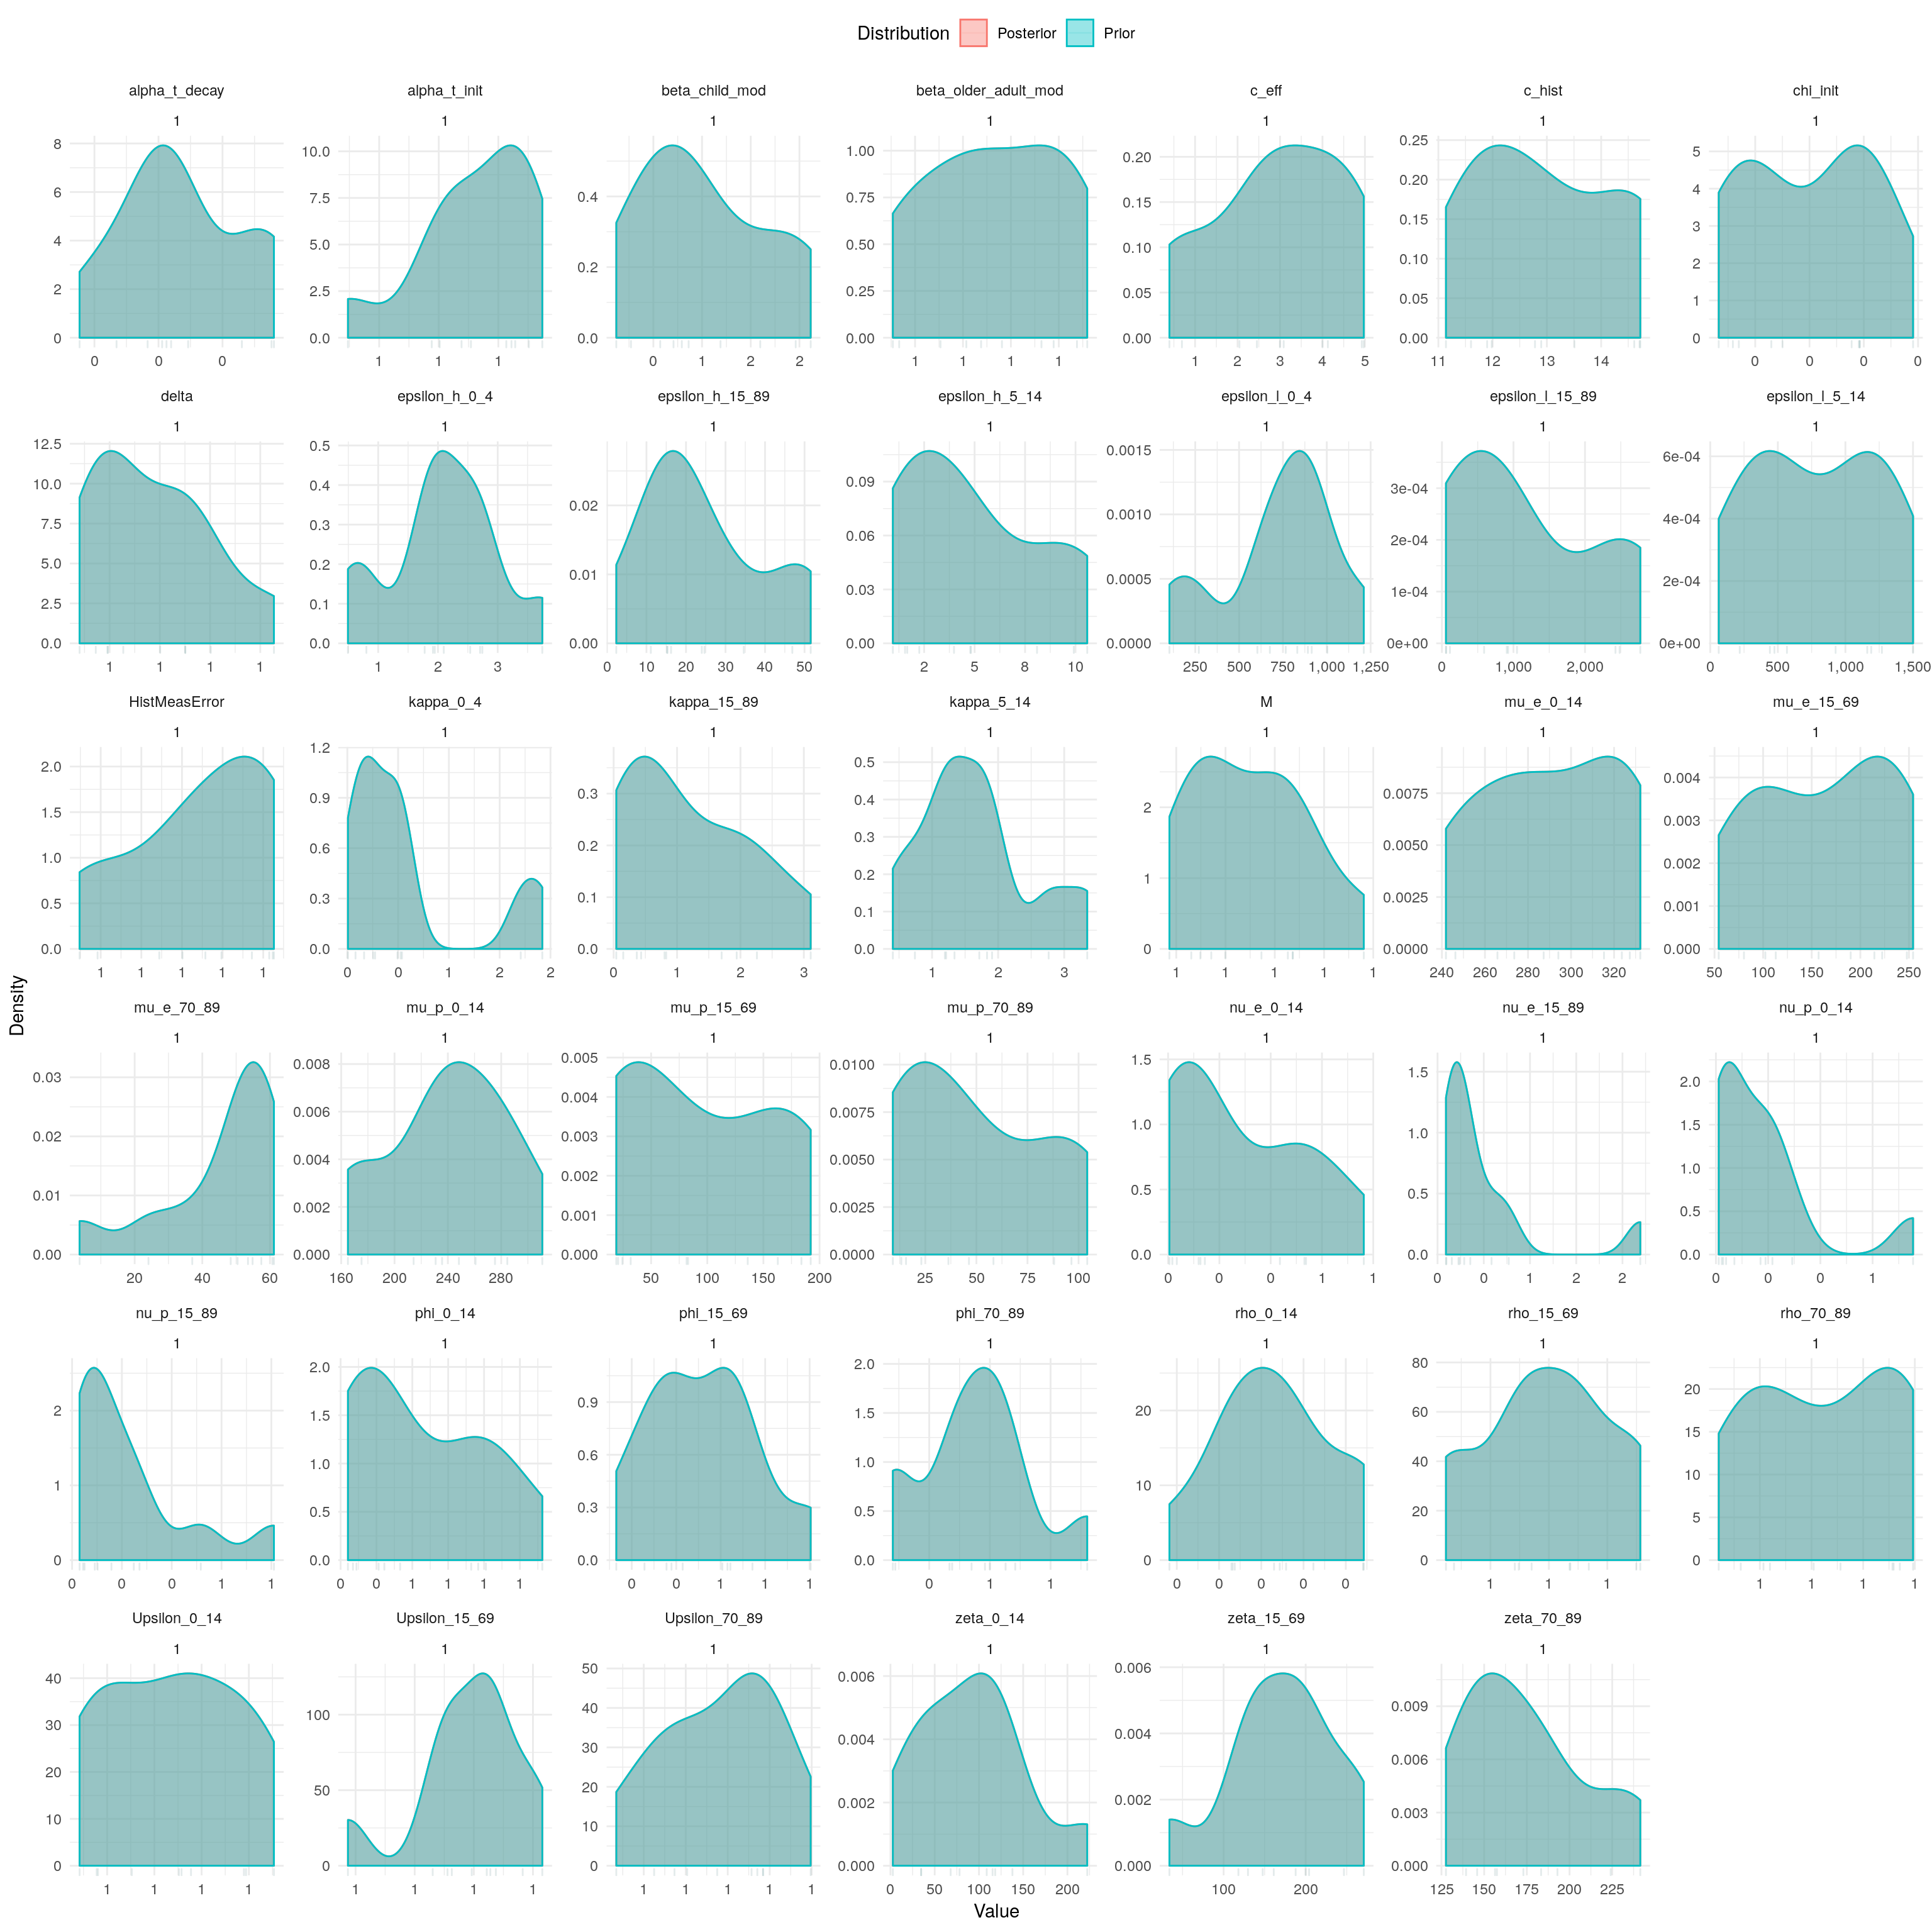 Distribution Posterior Prior
alpha_t_decay alpha_t_init beta_child_mod beta_older_adult_mod c_eff c_hist chi_init
1 1 1 1 1 1 1
8 6 4 2 0
10.0 7.5 5.0 2.5 0.0
0.4 0.2 0.0
1.00 0.75 0.50 0.25 0.00
0.20 0.15 0.10 0.05 0.00
0.25 0.20 0.15 0.10 0.05 0.00
5 4 3 2 1 0
0 0 0
1 1 1
0 1 2 2
1 1 1 1
1 2 3 4 5
11 12 13 14
0 0 0 0
delta epsilon_h_0_4 epsilon_h_15_89 epsilon_h_5_14 epsilon_l_0_4 epsilon_l_15_89 epsilon_l_5_14
1 1 1 1 1 1 1
12.5 10.0 7.5 5.0 2.5 0.0
0.5 0.4 0.3 0.2 0.1 0.0
0.02 0.01 0.00
0.09 0.06 0.03 0.00
0.0015 0.0010 0.0005 0.0000
3e-04 2e-04 1e-04 0e+00
6e-04 4e-04 2e-04 0e+00
1 1 1 1
1 2 3
0 10 20 30 40 50
2 5 8 10
250 500 750 1,000 1,250
0 1,000 2,000
0 500 1,000 1,500
HistMeasError kappa_0_4 kappa_15_89 kappa_5_14 M mu_e_0_14 mu_e_15_69
1 1 1 1 1 1 1
2.0 1.5 1.0 0.5 0.0
1.2 0.9 0.6 0.3 0.0
0.3 0.2 0.1 0.0
0.5 0.4 0.3 0.2 0.1 0.0
2 1 0
0.0075 0.0050 0.0025 0.0000
0.004 0.003 0.002 0.001 0.000
1 1 1 1 1
0 0 1 2 2
0 1 2 3
1 2 3
1 1 1 1 1
240 260 280 300 320
50 100 150 200 250
Density
mu_e_70_89 mu_p_0_14 mu_p_15_69 mu_p_70_89 nu_e_0_14 nu_e_15_89 nu_p_0_14
1 1 1 1 1 1 1
0.03 0.02 0.01 0.00
0.008 0.006 0.004 0.002 0.000
0.005 0.004 0.003 0.002 0.001 0.000
0.0100 0.0075 0.0050 0.0025 0.0000
1.5 1.0 0.5 0.0
1.5 1.0 0.5 0.0
2.0 1.5 1.0 0.5 0.0
20 40 60
160 200 240 280
50 100 150 200
25 50 75 100
0 0 0 1 1
0 0 1 2 2
0 0 0 1
nu_p_15_89 phi_0_14 phi_15_69 phi_70_89 rho_0_14 rho_15_69 rho_70_89
1 1 1 1 1 1 1
2 1 0
2.0 1.5 1.0 0.5 0.0
0.9 0.6 0.3 0.0
2.0 1.5 1.0 0.5 0.0
20 10 0
80 60 40 20 0
20 15 10 5 0
0 0 0 1 1
0 0 1 1 1 1
0 0 1 1 1
0 1 1
0 0 0 0 0
1 1 1
1 1 1 1
Upsilon_0_14 Upsilon_15_69 Upsilon_70_89 zeta_0_14 zeta_15_69 zeta_70_89
1 1 1 1 1 1
40 30 20 10 0
100 50 0
50 40 30 20 10 0
0.006 0.004 0.002 0.000
0.006 0.004 0.002 0.000
0.009 0.006 0.003 0.000
1 1 1 1
1 1 1 1
1 1 1 1 1
0 50 100 150 200
100 200
125 150 175 200 225
Value